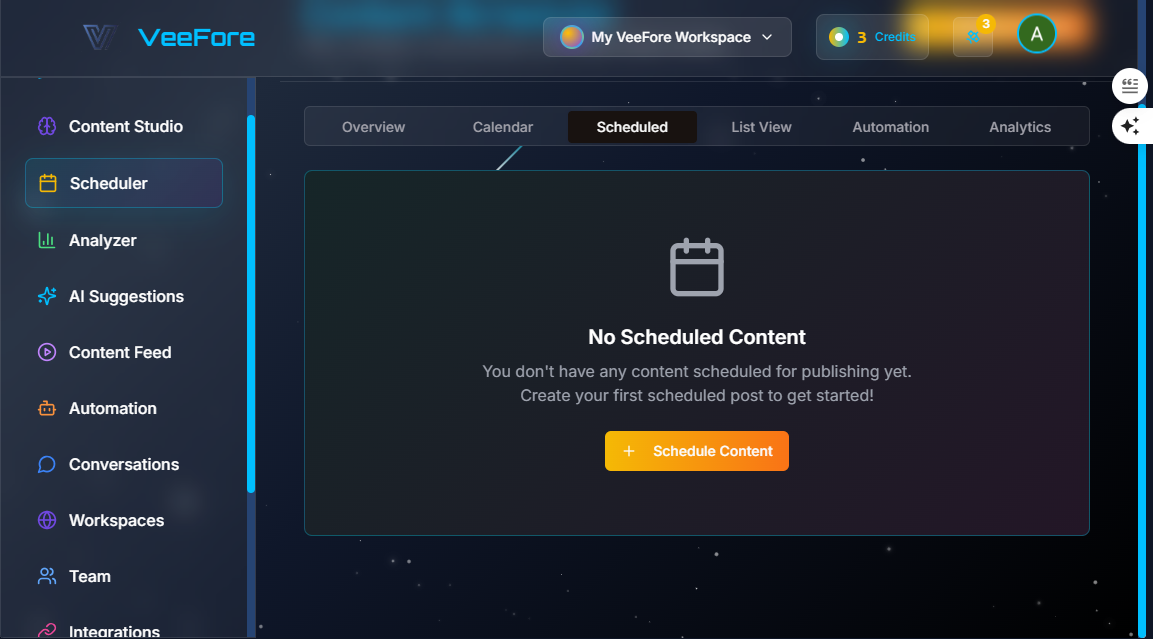 VeeFore
My VeeFore Workspace
3 Credits
3
A
Content Studio
Scheduler
Analyzer
AI Suggestions
Content Feed
Automation
Conversations
Workspaces
Team
Integrations
Overview
Calendar
Scheduled
List View
Automation
Analytics
No Scheduled Content
You don't have any content scheduled for publishing yet.
Create your first scheduled post to get started!
+ Schedule Content